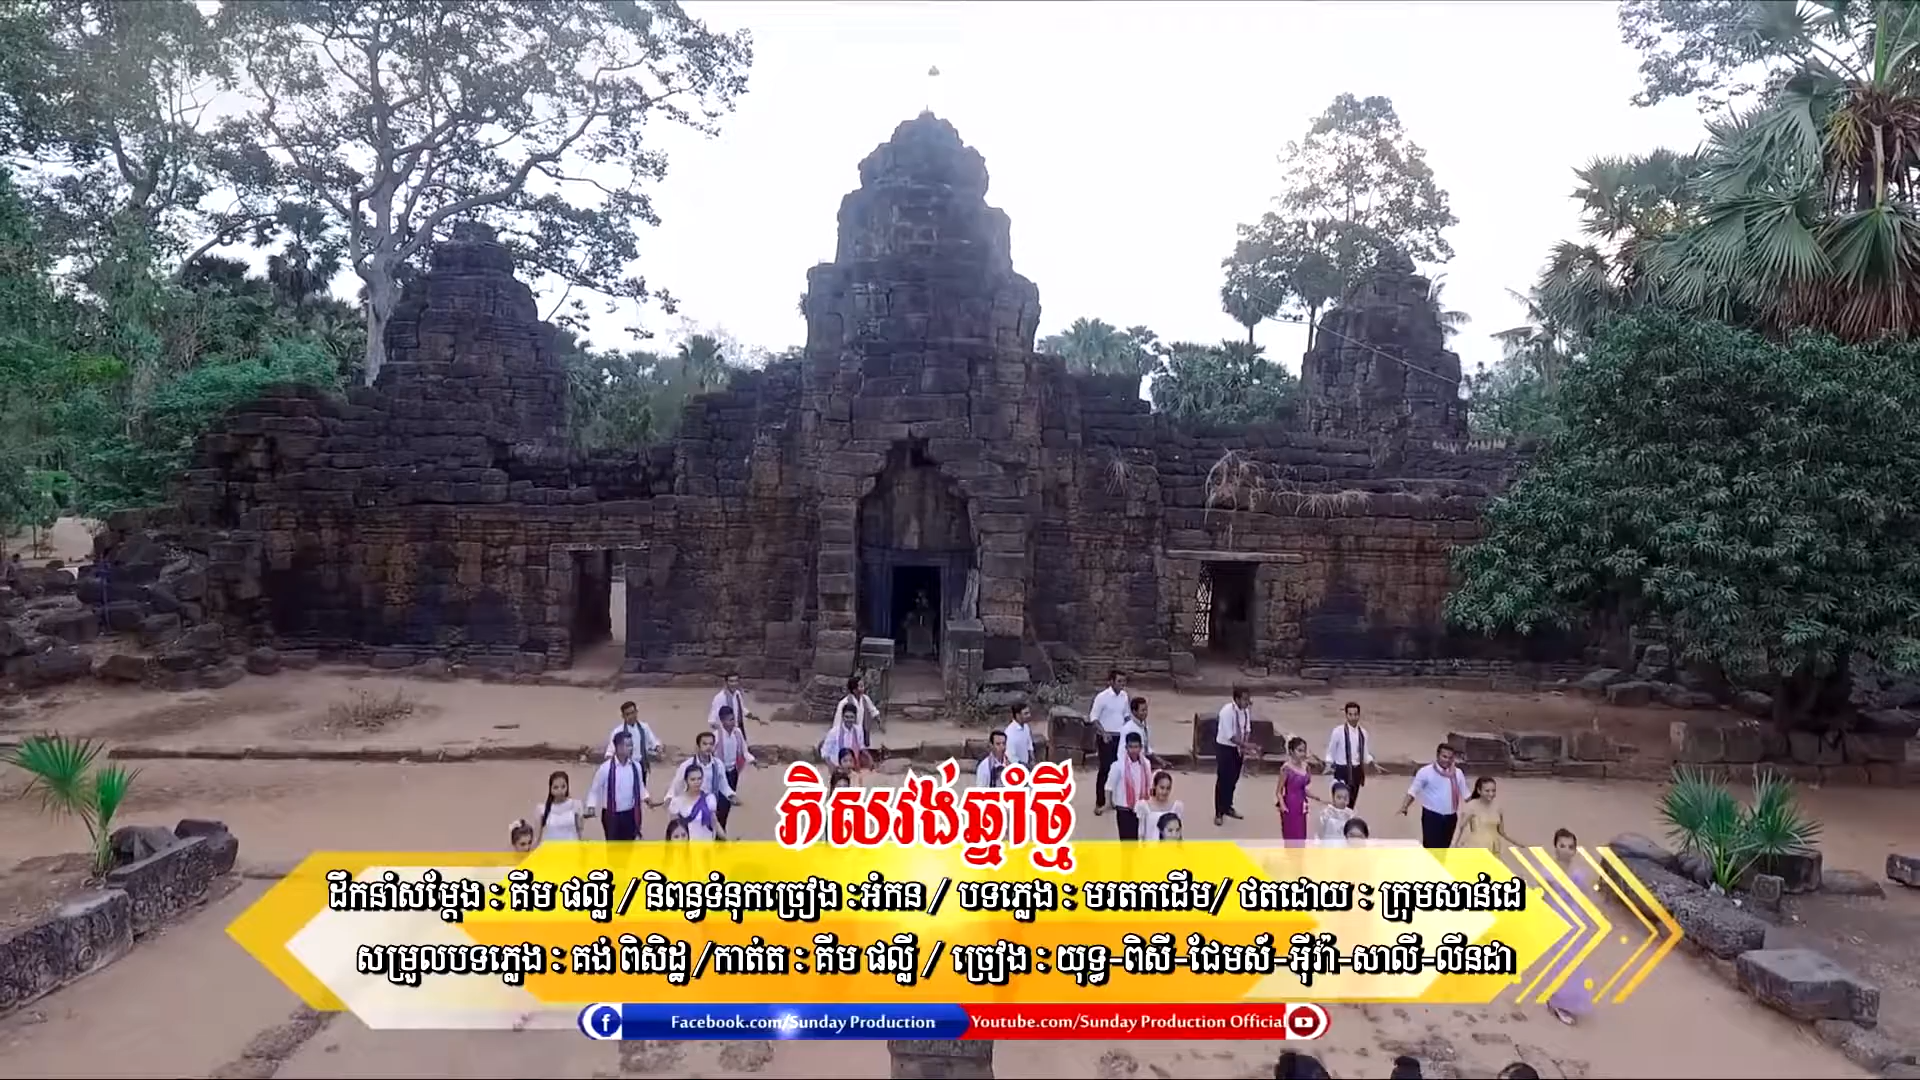 ភិសវង់ឆ្នាំថ្មី
ដឹកនាំសម្ដែង : គីម ផល្លី / និពន្ធទំនុកច្រៀង :អំកន / បទភ្លេង : មរតកដើម/ ថតដោយ : ក្រុមសាន់ដេ
សម្រួលបទភ្លេង : គង់ ពិសិដ្ឋ /កាត់ត : គីម ផល្លី / ច្រៀង : យុទ្ធ-ពិសី-ជែមស៍-អ៊ីវ៉ា-សាលី-លីនដា
Facebook.com/Sunday Production Youtube.com/Sunday Production Official